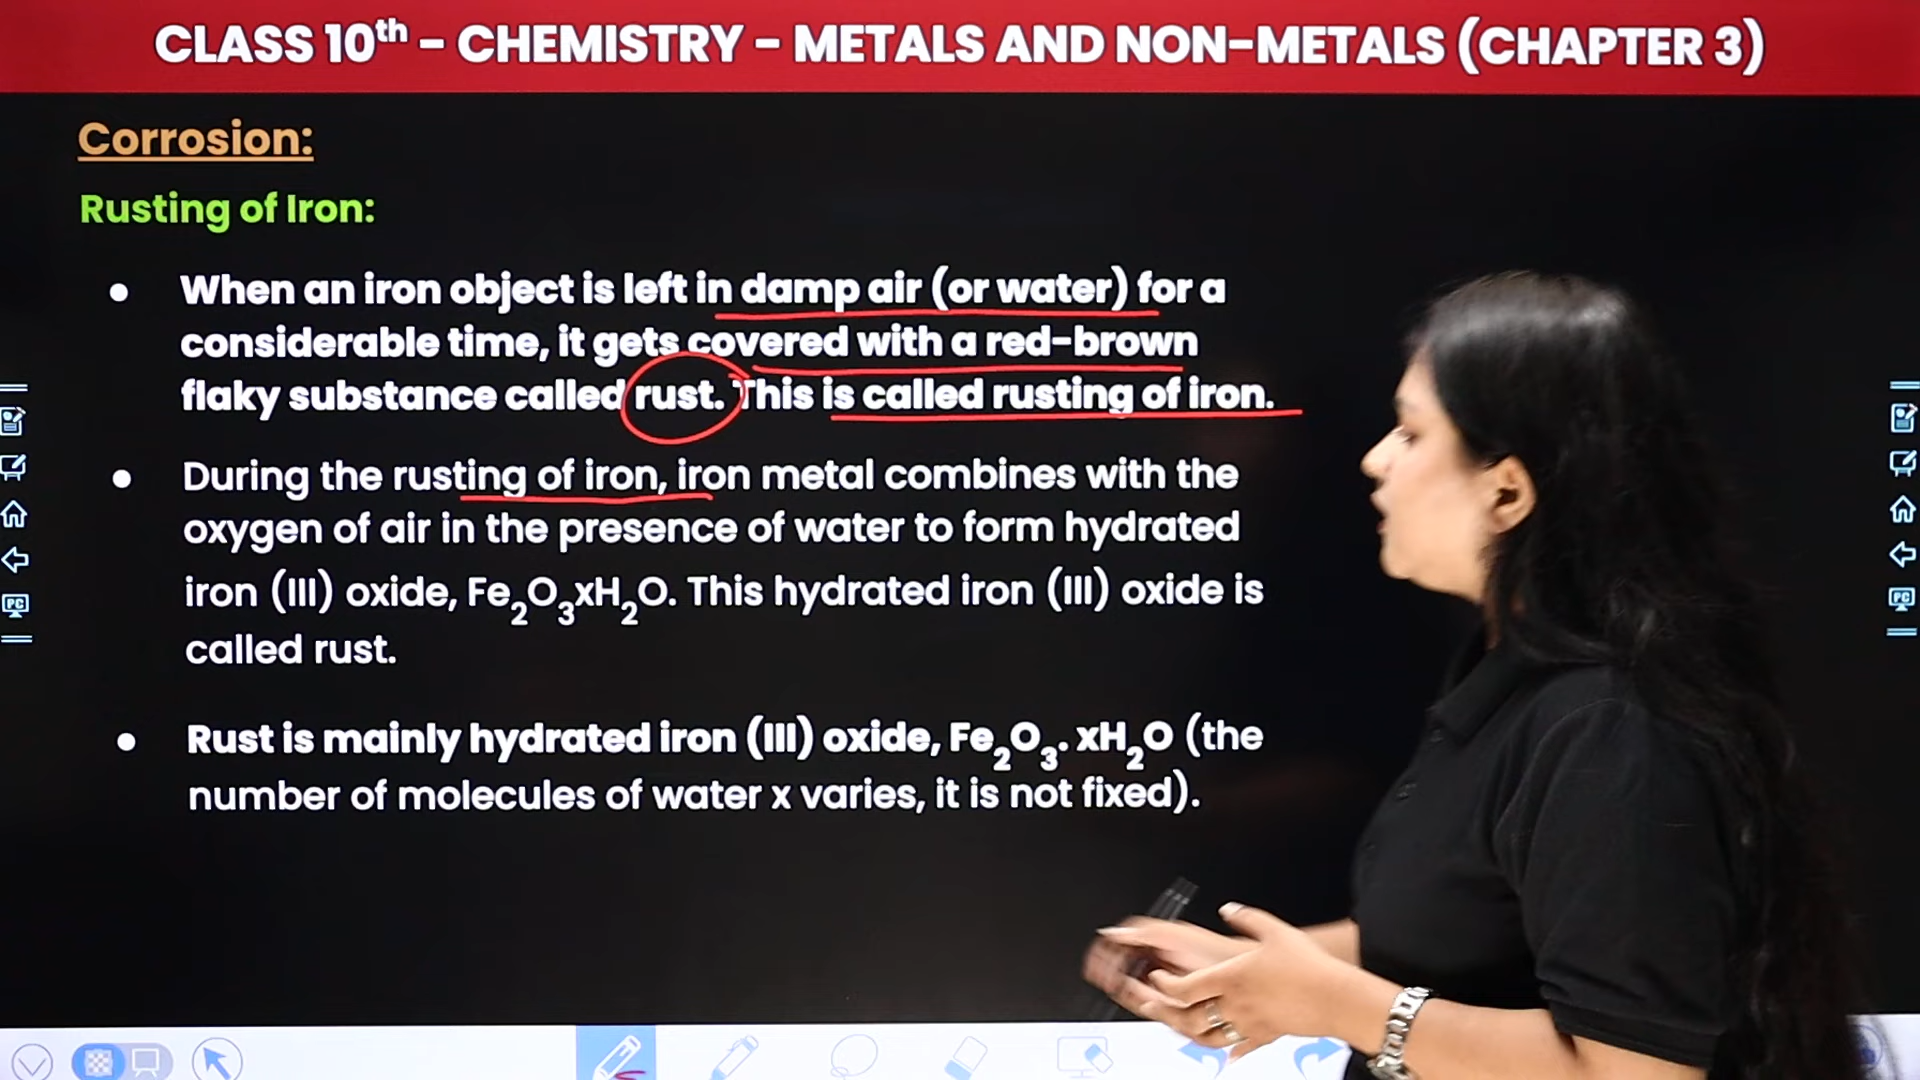 CLASS 10th - CHEMISTRY - METALS AND NON-METALS (CHAPTER 3)
Corrosion:
Rusting of Iron:
● When an iron object is left in damp air (or water) for a
considerable time, it gets covered with a red-brown
flaky substance called rust. This is called rusting of iron.
● During the rusting of iron, iron metal combines with the
oxygen of air in the presence of water to form hydrated
iron (III) oxide, Fe₂O₃xH₂O. This hydrated iron (III) oxide is
called rust.
● Rust is mainly hydrated iron (III) oxide, Fe₂O₃. xH₂O (the
number of molecules of water x varies, it is not fixed).
PC
PC